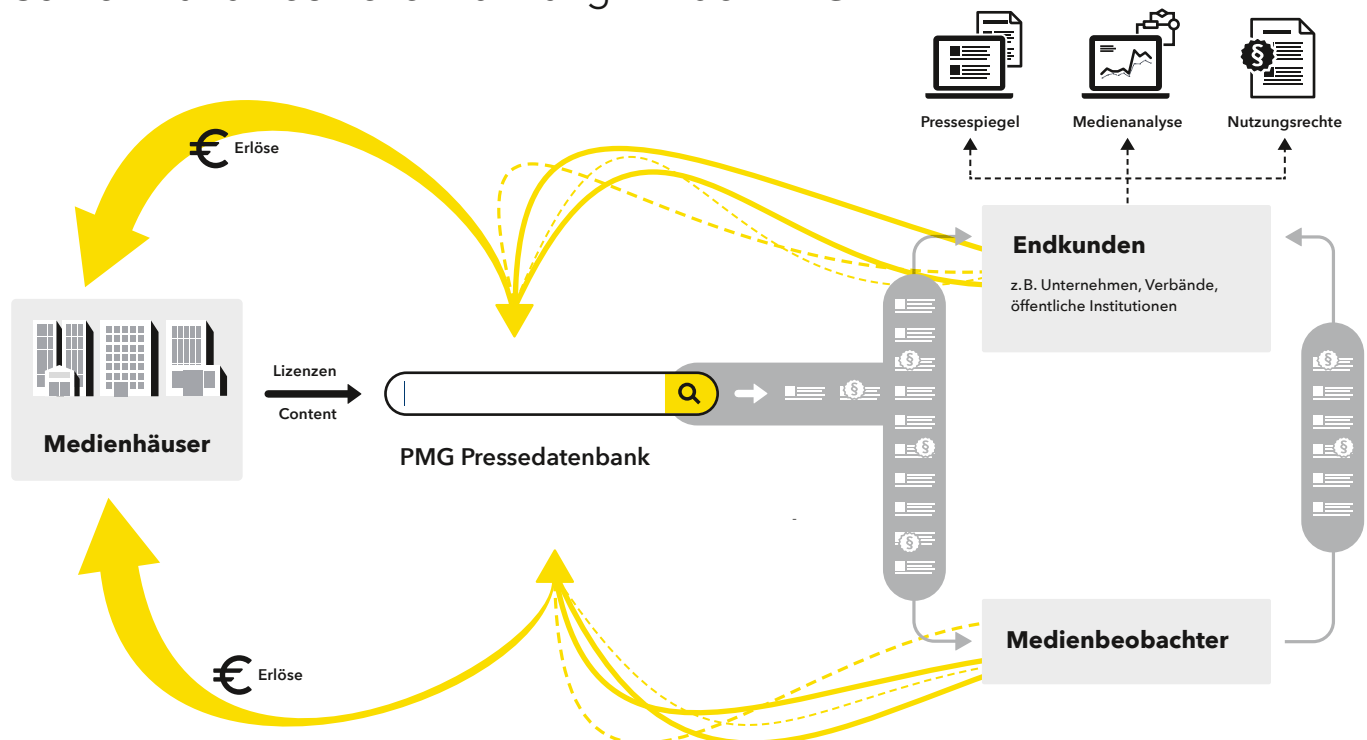 Pressespiegel
Medienanalyse
Nutzungsrechte
€ Erlöse
Endkunden
z. B. Unternehmen, Verbände,
öffentliche Institutionen
Lizenzen
Content
Medienhäuser
PMG Pressedatenbank
Medienbeobachter
€ Erlöse